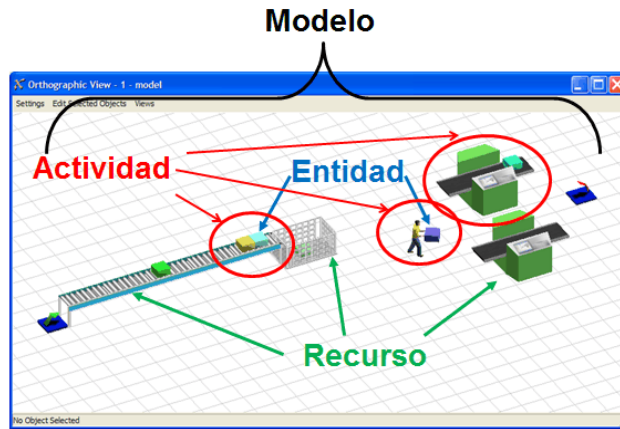 Modelo
Orthographic View - 1 - model
Settings Edit Selected Objects Views
Actividad
Entidad
Recurso
No Object Selected